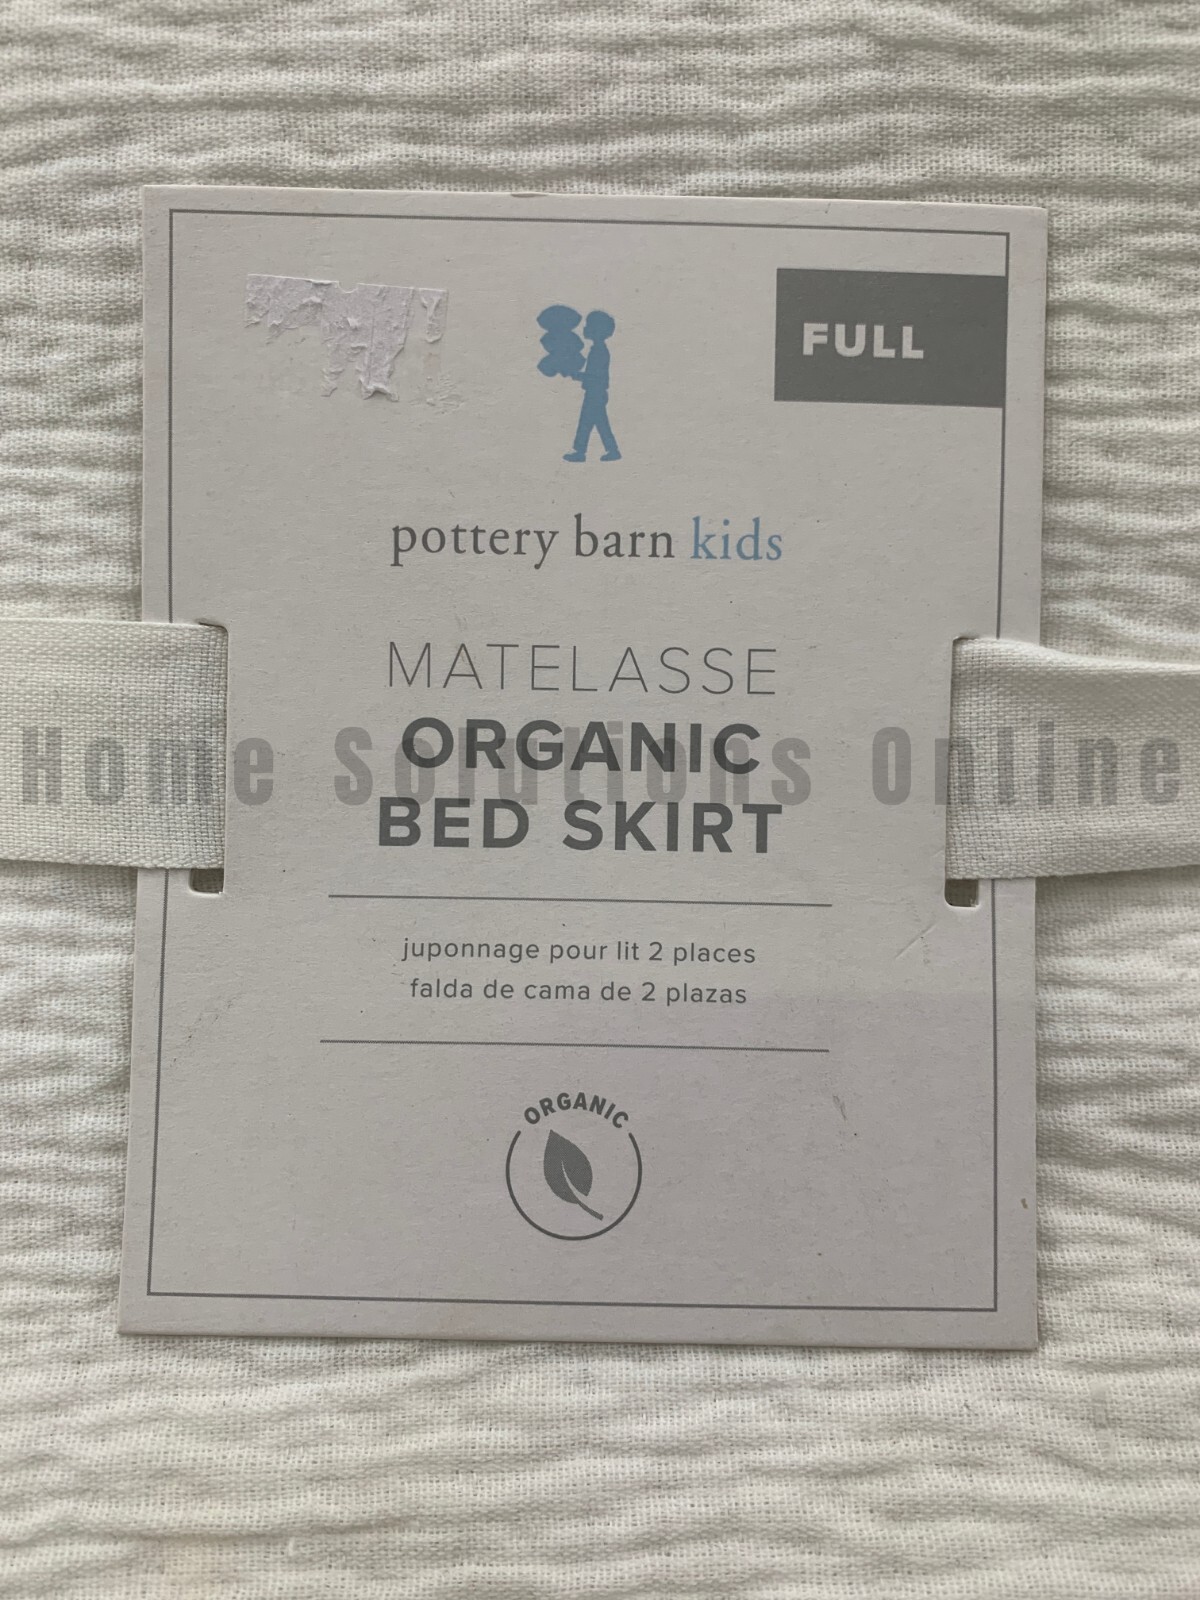 FULL
pottery barn kids
MATELASSE
ORGANIC
Home Solutions Online
BED SKIRT
juponnage pour lit 2 places
falda de cama de 2 plazas
ORGANIC